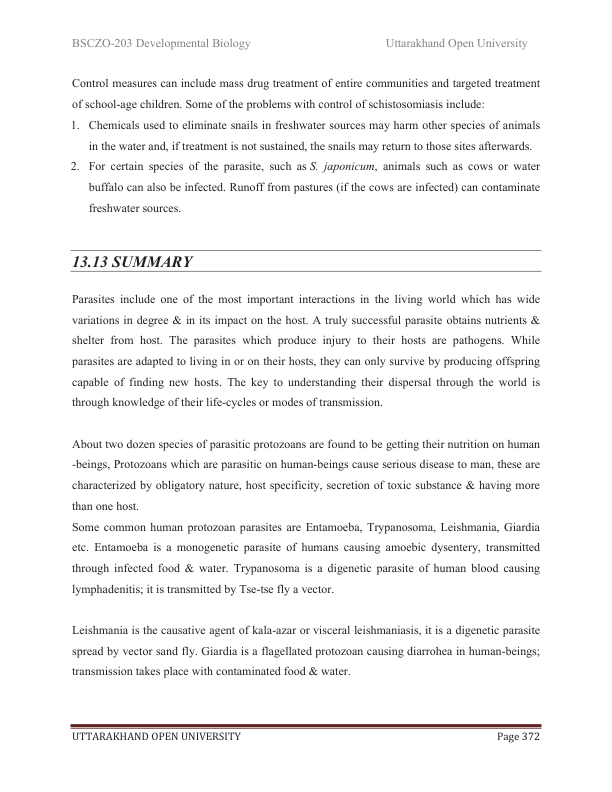 BSCZO-203 Developmental Biology Uttarakhand Open University
Control measures can include mass drug treatment of entire communities and targeted treatment
of school-age children. Some of the problems with control of schistosomiasis include:
1. Chemicals used to eliminate snails in freshwater sources may harm other species of animals
in the water and, if treatment is not sustained, the snails may return to those sites afterwards.
2. For certain species of the parasite, such as S. japonicum, animals such as cows or water
buffalo can also be infected. Runoff from pastures (if the cows are infected) can contaminate
freshwater sources.
13.13 SUMMARY
Parasites include one of the most important interactions in the living world which has wide
variations in degree & in its impact on the host. A truly successful parasite obtains nutrients &
shelter from host. The parasites which produce injury to their hosts are pathogens. While
parasites are adapted to living in or on their hosts, they can only survive by producing offspring
capable of finding new hosts. The key to understanding their dispersal through the world is
through knowledge of their life-cycles or modes of transmission.
About two dozen species of parasitic protozoans are found to be getting their nutrition on human
-beings, Protozoans which are parasitic on human-beings cause serious disease to man, these are
characterized by obligatory nature, host specificity, secretion of toxic substance & having more
than one host.
Some common human protozoan parasites are Entamoeba, Trypanosoma, Leishmania, Giardia
etc. Entamoeba is a monogenetic parasite of humans causing amoebic dysentery, transmitted
through infected food & water. Trypanosoma is a digenetic parasite of human blood causing
lymphadenitis; it is transmitted by Tse-tse fly a vector.
Leishmania is the causative agent of kala-azar or visceral leishmaniasis, it is a digenetic parasite
spread by vector sand fly. Giardia is a flagellated protozoan causing diarrhoea in human-beings;
transmission takes place with contaminated food & water.
UTTARAKHAND OPEN UNIVERSITY Page 372